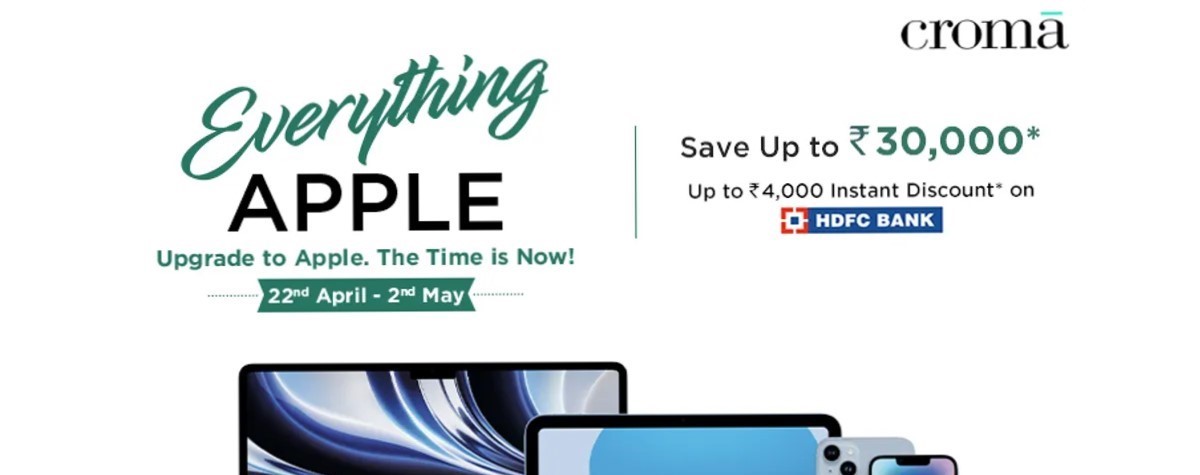 cromā
Everything
APPLE
Upgrade to Apple. The Time is Now!
22nd April - 2nd May
Save Up to ₹30,000*
Up to ₹4,000 Instant Discount* on
HDFC BANK